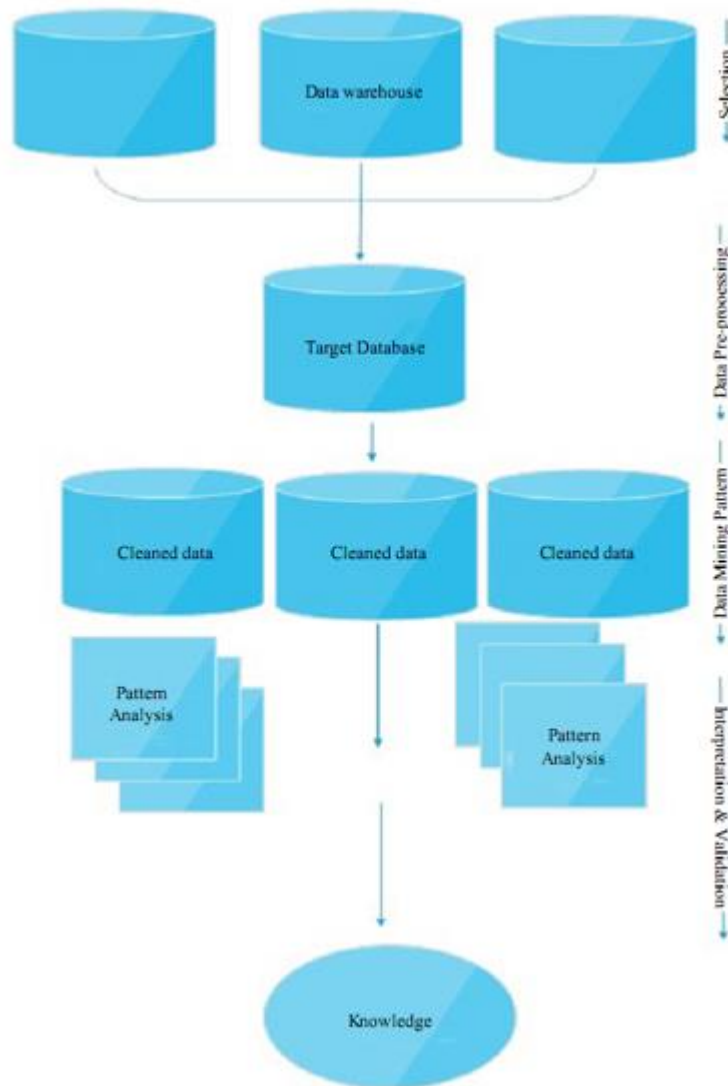 Data warehouse
Selection
Target Database
Data Pre-processing
Cleaned data
Cleaned data
Cleaned data
Data Mining Pattern
Pattern
Analysis
Pattern
Analysis
Interpretation & Validation
Knowledge